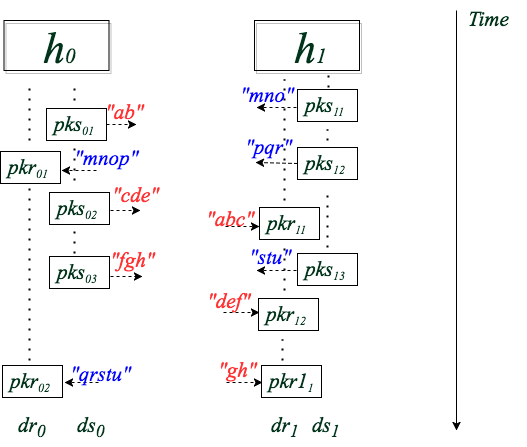 Time
h0 h1
"mno" pks11
"ab"
pks01
"mnop" "pqr" pks12
pkr01
"cde"
pks02 "abc" pkr11
"fgh" "stu" pks13
pks03
"def" pkr12
pkr02 "qrstu" "gh" pkr11
dr0 ds0 dr1 ds1